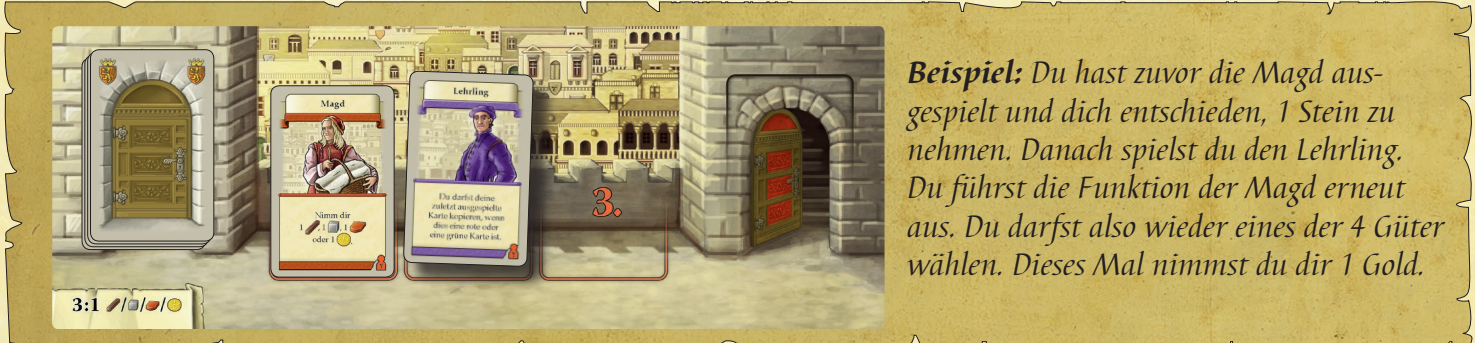 Magd
Nimm dir
1 , 1 , 1
oder 1 .
Lehrling
Du darfst deine
zuletzt ausgespielte
Karte kopieren, wenn
dies eine rote oder
eine grüne Karte ist.
3.
3:1 / / /
Beispiel: Du hast zuvor die Magd aus-
gespielt und dich entschieden, 1 Stein zu
nehmen. Danach spielst du den Lehrling.
Du führst die Funktion der Magd erneut
aus. Du darfst also wieder eines der 4 Güter
wählen. Dieses Mal nimmst du dir 1 Gold.